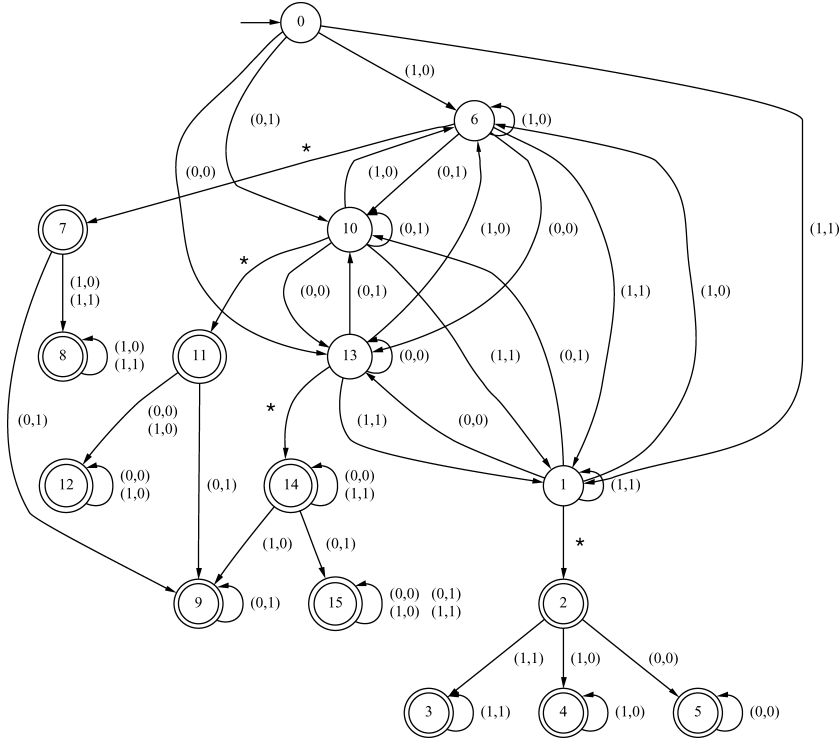 0
(1,0)
6 (1,0)
(0,1)
*
(0,0) (1,0) (0,1)
7 10 (0,1) (1,0) (0,0) (1,1)
*
(1,0)
(1,1)
(0,0) (0,1) (1,1) (1,0)
8 (1,0)
(1,1)
11 13 (0,0) (1,1) (0,1)
*
(0,1) (0,0)
(1,0)
(1,1) (0,0)
12 (0,0)
(1,0)
(0,1) 14 (0,0)
(1,1)
1 (1,1)
(1,0) (0,1) *
9 (0,1) 15 (0,0) (0,1)
(1,0) (1,1)
2
(1,1) (1,0) (0,0)
3 (1,1) 4 (1,0) 5 (0,0)